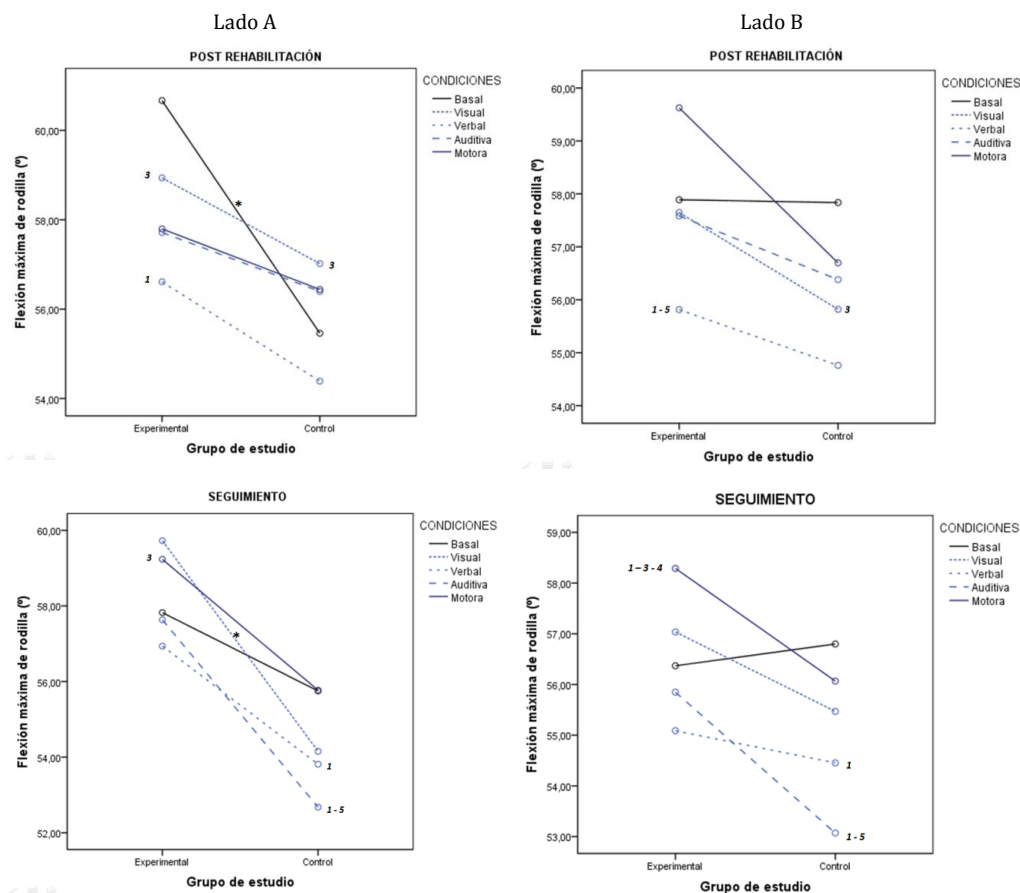 Lado A
Lado B
POST REHABILITACIÓN
CONDICIONES
Basal
Visual
Verbal
Auditiva
Motora
Flexión máxima de rodilla (º)
60,00
58,00
56,00
54,00
3
*
3
1
Experimental
Control
Grupo de estudio
POST REHABILITACIÓN
CONDICIONES
Basal
Visual
Verbal
Auditiva
Motora
Flexión máxima de rodilla (º)
60,00
59,00
58,00
57,00
56,00
55,00
54,00
1 - 5
3
Experimental
Control
Grupo de estudio
SEGUIMIENTO
CONDICIONES
Basal
Visual
Verbal
Auditiva
Motora
Flexión máxima de rodilla (º)
60,00
58,00
56,00
54,00
52,00
3
*
1
1 - 5
Experimental
Control
Grupo de estudio
SEGUIMIENTO
CONDICIONES
Basal
Visual
Verbal
Auditiva
Motora
Flexión máxima de rodilla (º)
59,00
58,00
57,00
56,00
55,00
54,00
53,00
1 – 3 - 4
1
1 - 5
Experimental
Control
Grupo de estudio